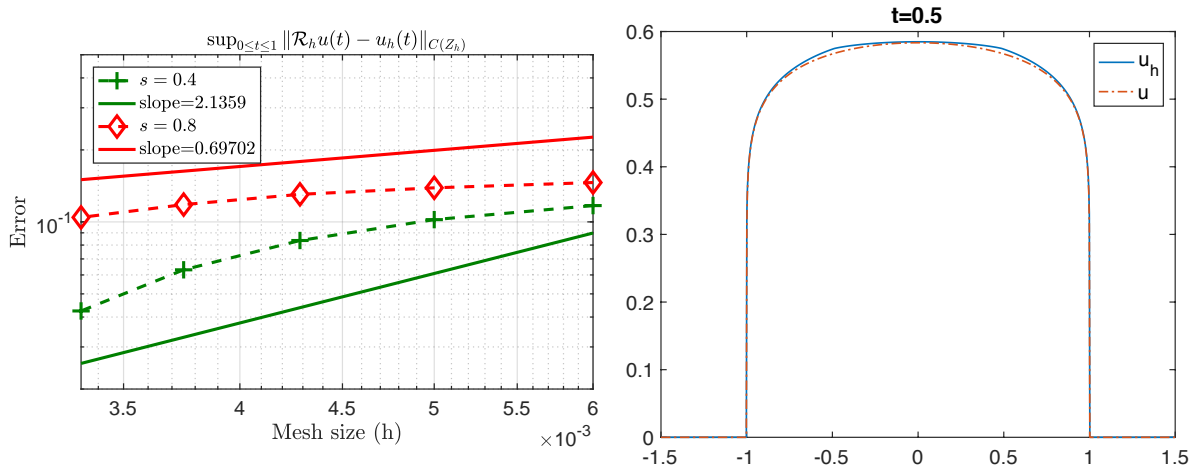 sup_{0≤t≤1} ‖ℛ_h u(t) − u_h(t)‖_{C(Z_h)}
s = 0.4
slope=2.1359
s = 0.8
slope=0.69702
Error
10^{-1}
3.5 4 4.5 5 5.5 6
Mesh size (h)
×10^{-3}
t=0.5
u_h
u
0.6
0.5
0.4
0.3
0.2
0.1
0
-1.5 -1 -0.5 0 0.5 1 1.5